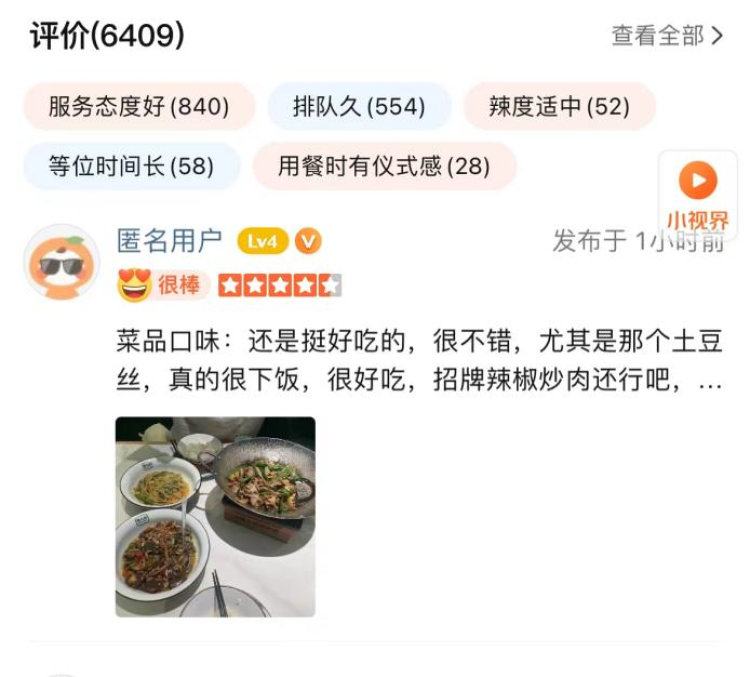 评价(6409)
查看全部
服务态度好(840)
排队久(554)
辣度适中(52)
等位时间长(58)
用餐时有仪式感(28)
小视界
匿名用户
Lv4
V
发布于 1小时前
很棒
菜品口味：还是挺好吃的，很不错，尤其是那个土豆
丝，真的很下饭，很好吃，招牌辣椒炒肉还行吧，...